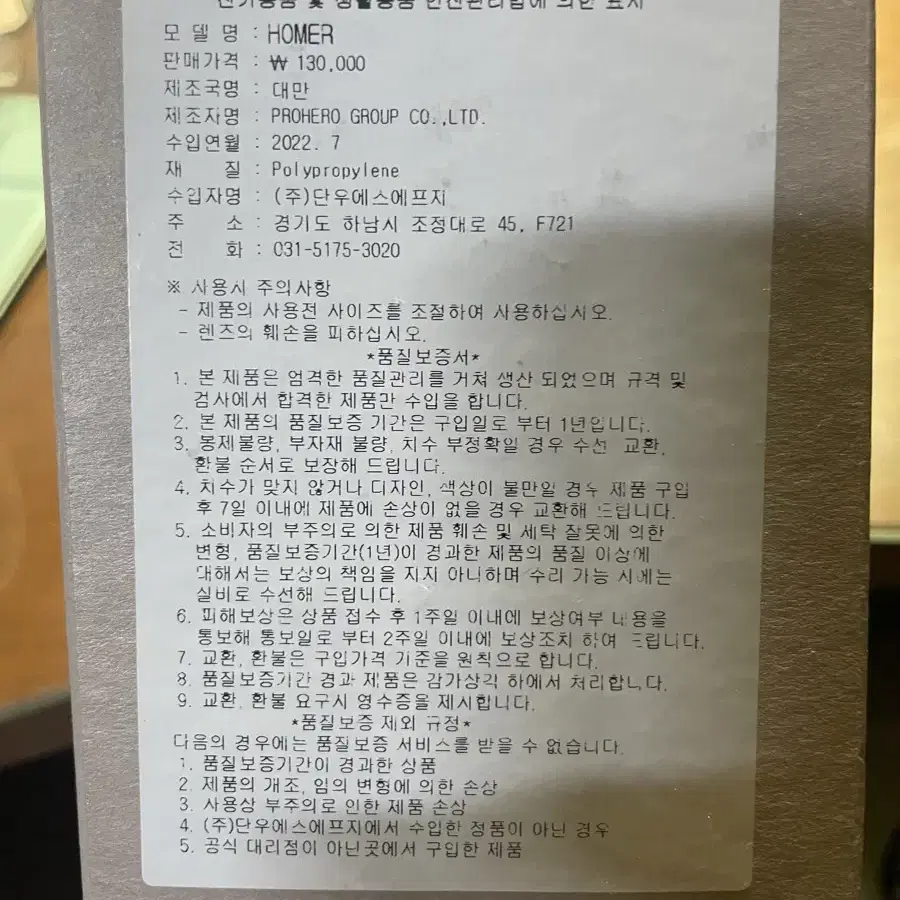 전기용품 및 생활용품 안전관리법에 의한 표시
모 델 명 : HOMER
판매가격 : ₩ 130,000
제조국명 : 대만
제조자명 : PROHERO GROUP CO.,LTD.
수입연월 : 2022. 7
재 질 : Polypropylene
수입자명 : (주)단우에스에프지
주 소 : 경기도 하남시 조정대로 45, F721
전 화 : 031-5175-3020
※ 사용시 주의사항
- 제품의 사용전 사이즈를 조절하여 사용하십시오.
- 렌즈의 훼손을 피하십시오.
*품질보증서*
1. 본 제품은 엄격한 품질관리를 거쳐 생산 되었으며 규격 및
검사에서 합격한 제품만 수입을 합니다.
2. 본 제품의 품질보증 기간은 구입일로 부터 1년입니다.
3. 봉제불량, 부자재 불량, 치수 부정확일 경우 수선 교환,
환불 순서로 보장해 드립니다.
4. 치수가 맞지 않거나 디자인, 색상이 불만일 경우 제품 구입
후 7일 이내에 제품에 손상이 없을 경우 교환해 드립니다.
5. 소비자의 부주의로 의한 제품 훼손 및 세탁 잘못에 의한
변형, 품질보증기간(1년)이 경과한 제품의 품질 이상에
대해서는 보상의 책임을 지지 아니하며 수리 가능 시에는
실비로 수선해 드립니다.
6. 피해보상은 상품 접수 후 1주일 이내에 보상여부 내용을
통보해 통보일로 부터 2주일 이내에 보상조치 하여 드립니다.
7. 교환, 환불은 구입가격 기준을 원칙으로 합니다.
8. 품질보증기간 경과 제품은 감가상각 하에서 처리합니다.
9. 교환, 환불 요구시 영수증을 제시합니다.
*품질보증 제외 규정*
다음의 경우에는 품질보증 서비스를 받을 수 없습니다.
1. 품질보증기간이 경과한 상품
2. 제품의 개조, 임의 변형에 의한 손상
3. 사용상 부주의로 인한 제품 손상
4. (주)단우에스에프지에서 수입한 정품이 아닌 경우
5. 공식 대리점이 아닌곳에서 구입한 제품